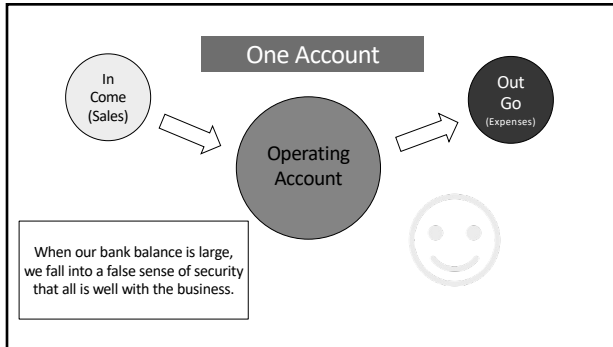 One Account
In
Come
(Sales)
Operating
Account
Out
Go
(Expenses)
When our bank balance is large,
we fall into a false sense of security
that all is well with the business.